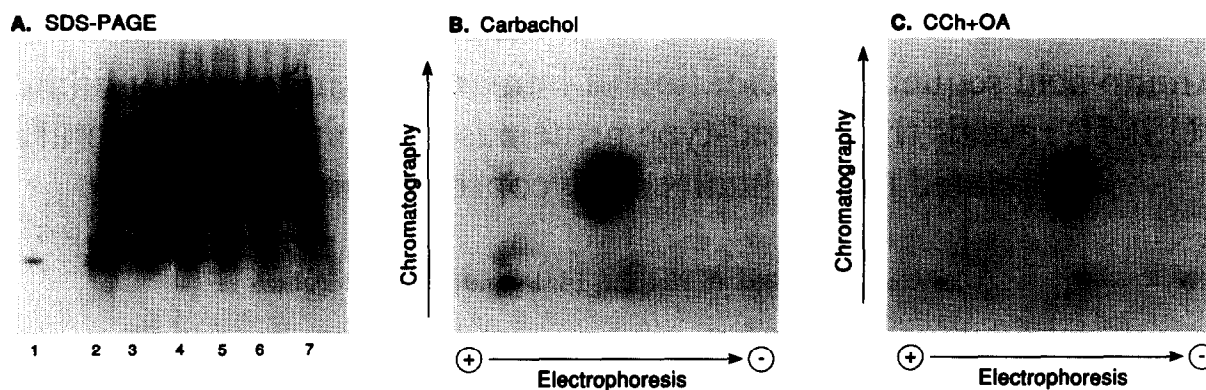 A. SDS-PAGE
B. Carbachol
C. CCh+OA
Chromatography
Chromatography
1 2 3 4 5 6 7
+ -
Electrophoresis
+ -
Electrophoresis